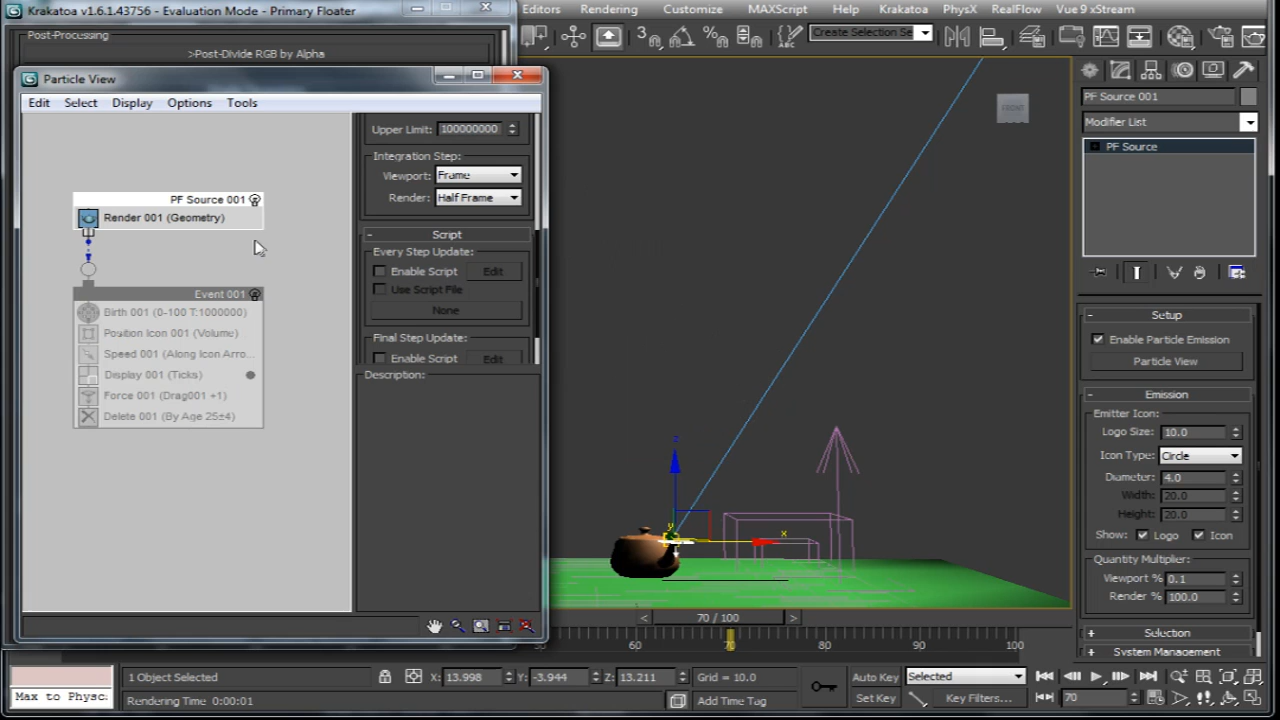 Krakatoa v1.6.1.43756 - Evaluation Mode - Primary Floater
Editors Rendering Customize MAXScript Help Krakatoa PhysX RealFlow Vue 9 xStream
Post-Processing
>Post-Divide RGB by Alpha
Create Selection Se
Particle View
Edit Select Display Options Tools
Upper Limit: 100000000
Integration Step:
Viewport: Frame
Render: Half Frame
Script
Every Step Update:
Enable Script Edit
Use Script File
None
Final Step Update:
Enable Script Edit
Description:
PF Source 001
Render 001 (Geometry)
Event 001
Birth 001 (0-100 T:1000000)
Position Icon 001 (Volume)
Speed 001 (Along Icon Arro...
Display 001 (Ticks)
Force 001 (Drag001 +1)
Delete 001 (By Age 25±4)
FRONT
z
y
x
PF Source 001
Modifier List
PF Source
Setup
Enable Particle Emission
Particle View
Emission
Emitter Icon:
Logo Size: 10.0
Icon Type: Circle
Diameter: 4.0
Width: 20.0
Height: 20.0
Show: Logo Icon
Quantity Multiplier:
Viewport % 0.1
Render % 100.0
Selection
System Management
< 70 / 100 >
50 60 70 80 90 100
1 Object Selected X: 13.998 Y: -3.944 Z: 13.211 Grid = 10.0 Auto Key Selected
Max to Physc
Rendering Time: 0:00:01 Add Time Tag Set Key Key Filters... 70